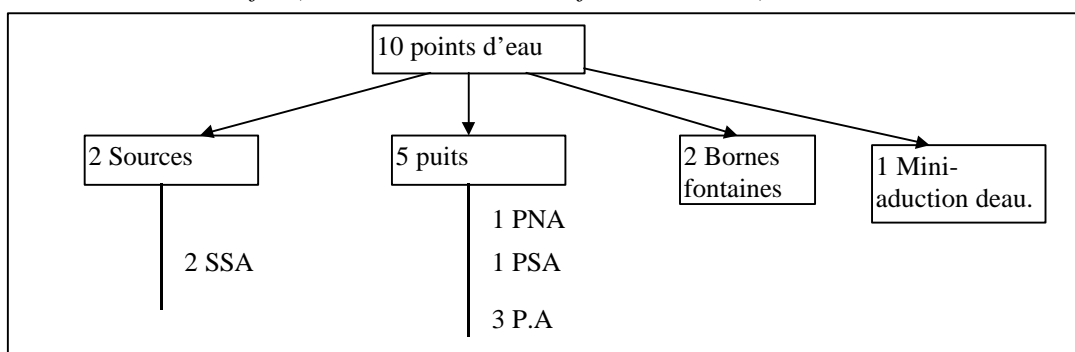 10 points d’eau
2 Sources
5 puits
2 Bornes
fontaines
1 Mini-
aduction deau.
2 SSA
1 PNA
1 PSA
3 P.A